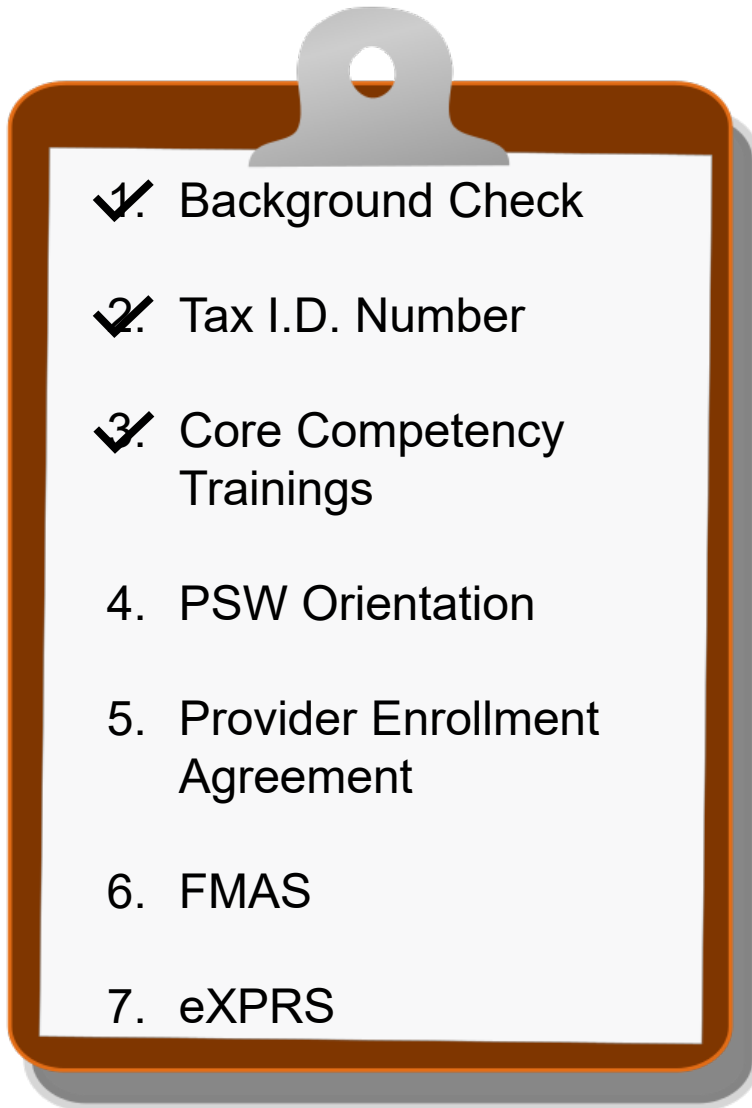 1. Background Check
2. Tax I.D. Number
3. Core Competency
Trainings
4. PSW Orientation
5. Provider Enrollment
Agreement
6. FMAS
7. eXPRS